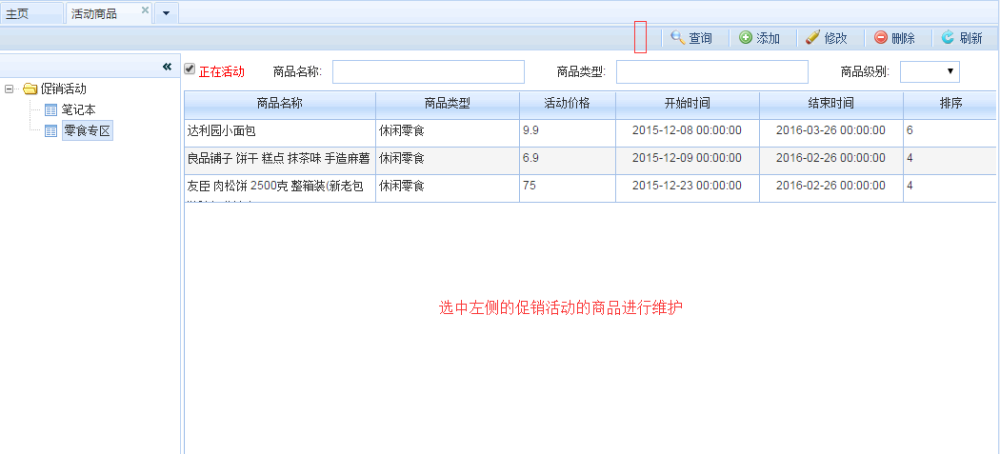 主页 活动商品
查询 添加 修改 删除 刷新
正在活动 商品名称: 商品类型: 商品级别:
促销活动
笔记本
零食专区
商品名称 商品类型 活动价格 开始时间 结束时间 排序
达利园小面包 休闲零食 9.9 2015-12-08 00:00:00 2016-03-26 00:00:00 6
良品铺子 饼干 糕点 抹茶味 手造麻薯 休闲零食 6.9 2015-12-09 00:00:00 2016-02-26 00:00:00 4
友臣 肉松饼 2500克 整箱装(新老包 休闲零食 75 2015-12-23 00:00:00 2016-02-26 00:00:00 4
选中左侧的促销活动的商品进行维护